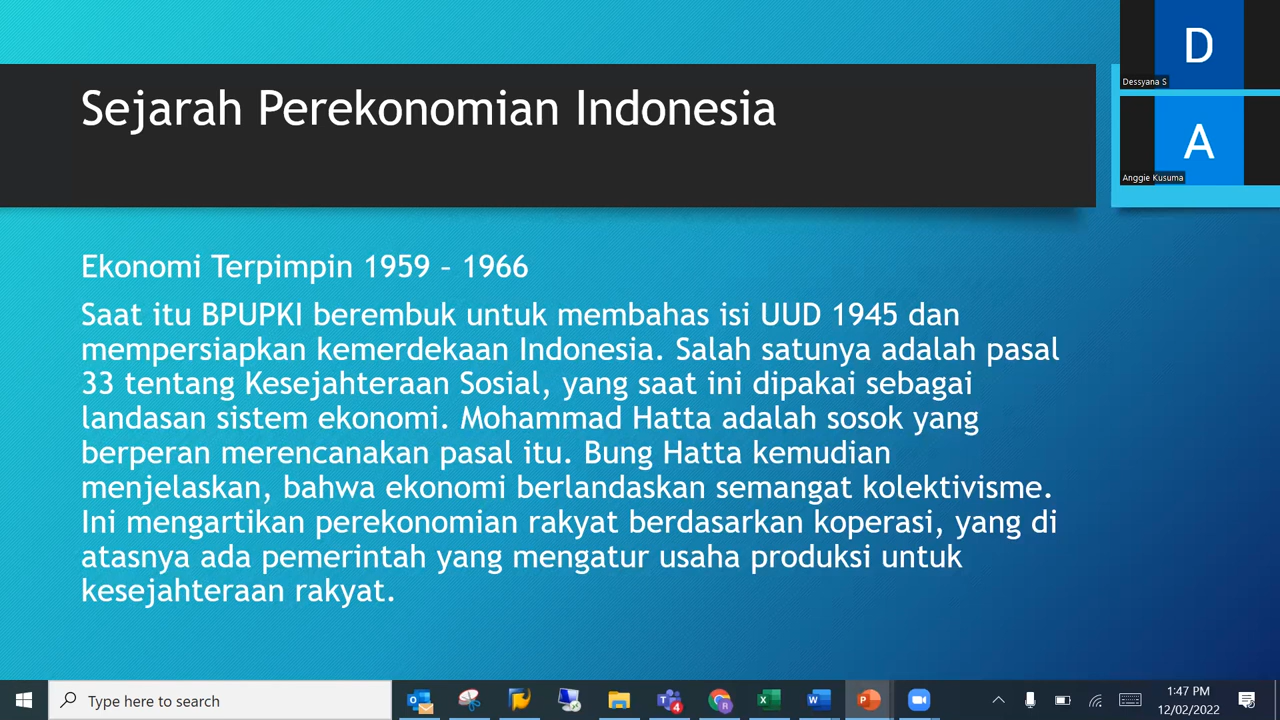 Sejarah Perekonomian Indonesia
D
Dessyana S
A
Anggie Kusuma
Ekonomi Terpimpin 1959 – 1966
Saat itu BPUPKI berembuk untuk membahas isi UUD 1945 dan
mempersiapkan kemerdekaan Indonesia. Salah satunya adalah pasal
33 tentang Kesejahteraan Sosial, yang saat ini dipakai sebagai
landasan sistem ekonomi. Mohammad Hatta adalah sosok yang
berperan merencanakan pasal itu. Bung Hatta kemudian
menjelaskan, bahwa ekonomi berlandaskan semangat kolektivisme.
Ini mengartikan perekonomian rakyat berdasarkan koperasi, yang di
atasnya ada pemerintah yang mengatur usaha produksi untuk
kesejahteraan rakyat.
Type here to search
4
1:47 PM
12/02/2022